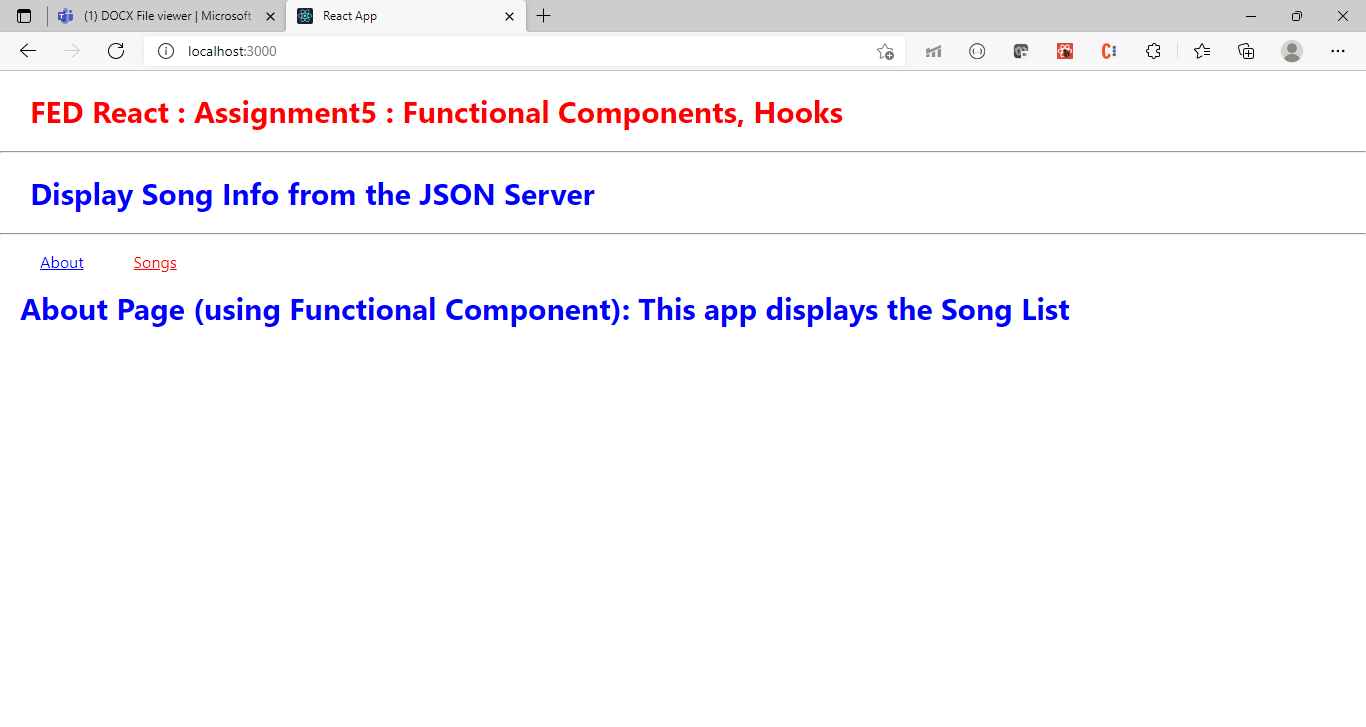 (1) DOCX File viewer | Microsoft
React App
localhost:3000
FED React : Assignment5 : Functional Components, Hooks
Display Song Info from the JSON Server
About Songs
About Page (using Functional Component): This app displays the Song List